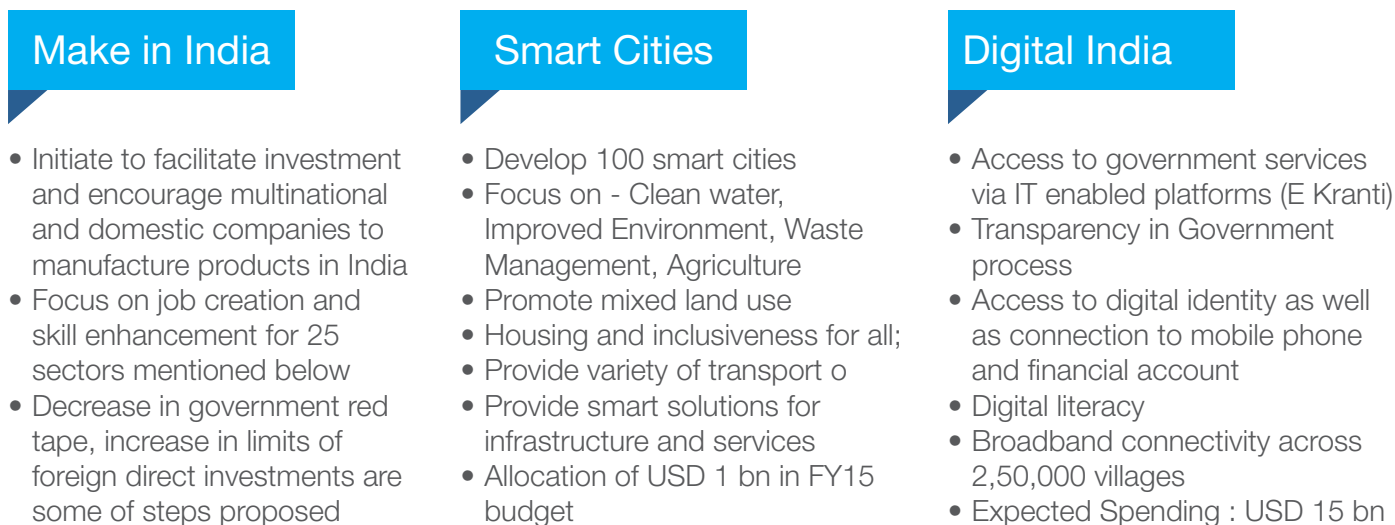 Make in India
• Initiate to facilitate investment
and encourage multinational
and domestic companies to
manufacture products in India
• Focus on job creation and
skill enhancement for 25
sectors mentioned below
• Decrease in government red
tape, increase in limits of
foreign direct investments are
some of steps proposed
Smart Cities
• Develop 100 smart cities
• Focus on - Clean water,
Improved Environment, Waste
Management, Agriculture
• Promote mixed land use
• Housing and inclusiveness for all;
• Provide variety of transport o
• Provide smart solutions for
infrastructure and services
• Allocation of USD 1 bn in FY15
budget
Digital India
• Access to government services
via IT enabled platforms (E Kranti)
• Transparency in Government
process
• Access to digital identity as well
as connection to mobile phone
and financial account
• Digital literacy
• Broadband connectivity across
2,50,000 villages
• Expected Spending : USD 15 bn